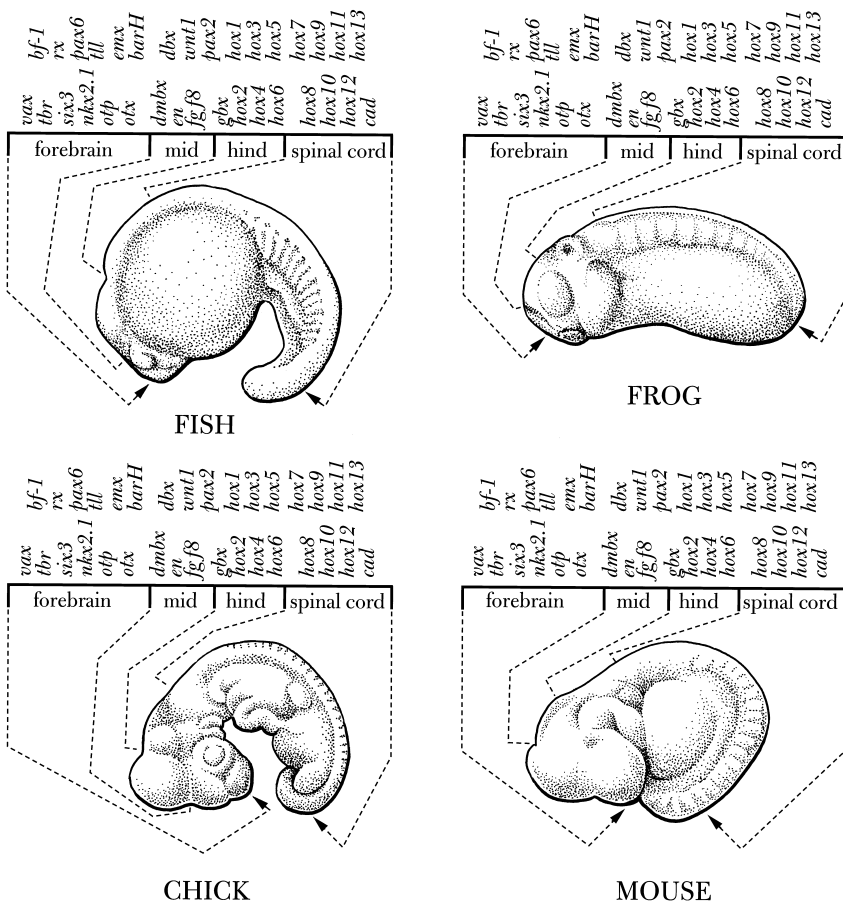 bf-1 rx pax6 tll emx barH dbx wnt1 pax2 hox1 hox3 hox5 hox7 hox9 hox11 hox13
vax tbr six3 nkx2.1 otp otx dmbx en fgf8 gbx hox2 hox4 hox6 hox8 hox10 hox12 cad
forebrain mid hind spinal cord
FISH
bf-1 rx pax6 tll emx barH dbx wnt1 pax2 hox1 hox3 hox5 hox7 hox9 hox11 hox13
vax tbr six3 nkx2.1 otp otx dmbx en fgf8 gbx hox2 hox4 hox6 hox8 hox10 hox12 cad
forebrain mid hind spinal cord
FROG
bf-1 rx pax6 tll emx barH dbx wnt1 pax2 hox1 hox3 hox5 hox7 hox9 hox11 hox13
vax tbr six3 nkx2.1 otp otx dmbx en fgf8 gbx hox2 hox4 hox6 hox8 hox10 hox12 cad
forebrain mid hind spinal cord
CHICK
bf-1 rx pax6 tll emx barH dbx wnt1 pax2 hox1 hox3 hox5 hox7 hox9 hox11 hox13
vax tbr six3 nkx2.1 otp otx dmbx en fgf8 gbx hox2 hox4 hox6 hox8 hox10 hox12 cad
forebrain mid hind spinal cord
MOUSE